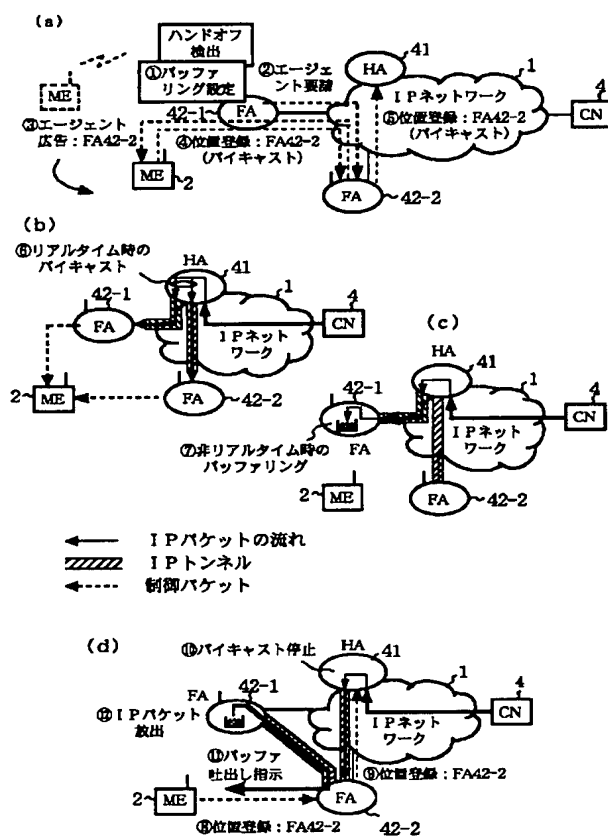 (a)
ハンドオフ
検出
①バッファ
リング設定
②エージェ
ント要請
HA
41
1
IPネットワーク
4
CN
ME
42-1
FA
③エージェント
広告：FA42-2
④位置登録：FA42-2
(バイキャスト)
⑤位置登録：FA42-2
(バイキャスト)
ME
2
FA
42-2
(b)
⑥リアルタイム時の
バイキャスト
HA
41
1
42-1
FA
4
CN
IPネット
ワーク
2
ME
FA
42-2
(c)
HA
41
1
42-1
FA
4
CN
IPネット
ワーク
⑦非リアルタイム時の
バッファリング
2
ME
FA
42-2
IPパケットの流れ
IPトンネル
制御パケット
(d)
⑩バイキャスト停止
HA
41
1
FA
42-1
4
CN
⑫IPパケット
放出
IPネット
ワーク
⑪バッファ
吐出し指示
⑨位置登録：FA42-2
2
ME
FA
⑧位置登録：FA42-2
42-2